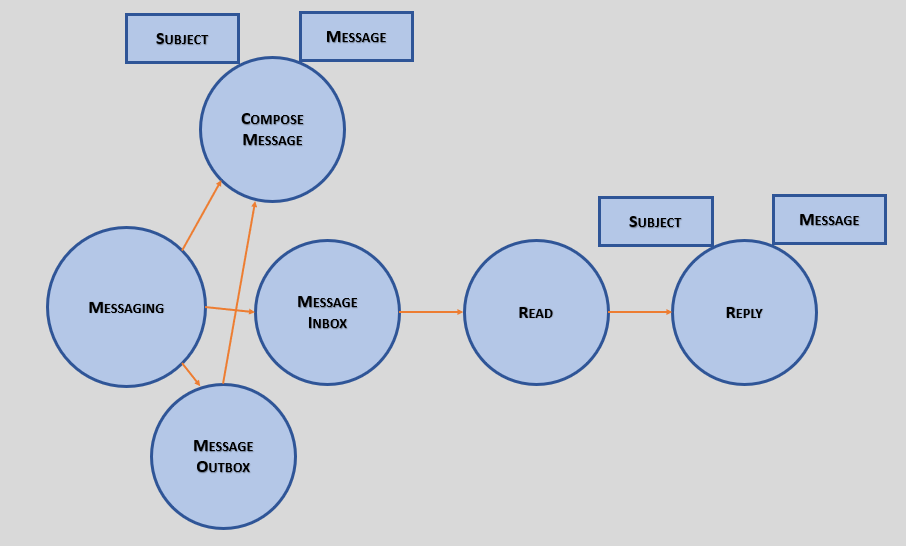 Subject
Message
Compose
Message
Subject
Message
Messaging
Message
Inbox
Read
Reply
Message
Outbox